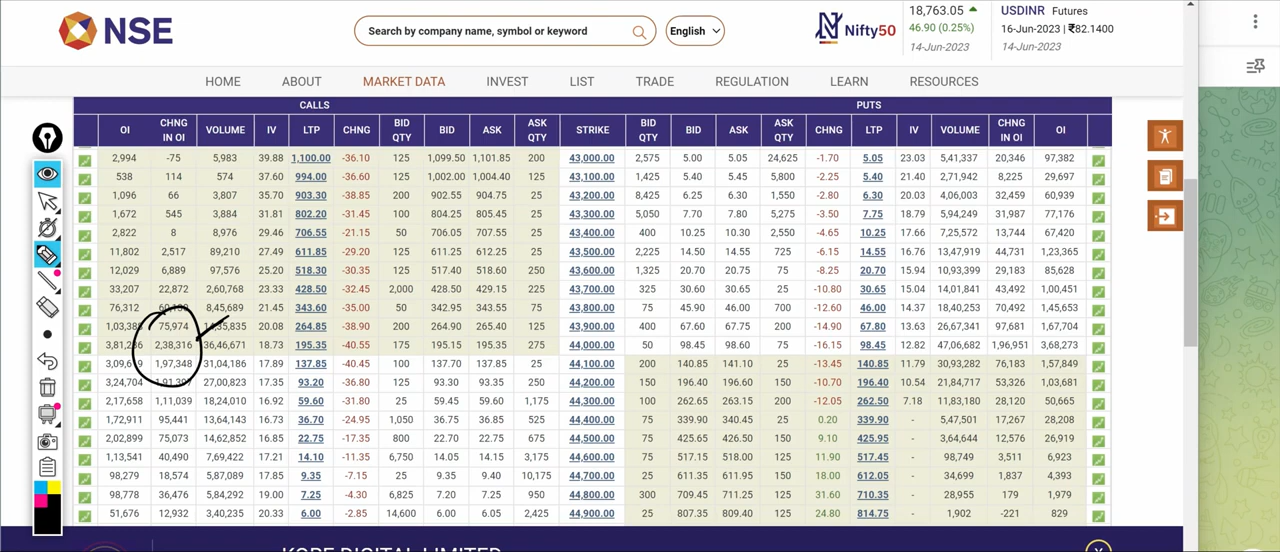 NSE
Search by company name, symbol or keyword
English
Nifty50
18,763.05
46.90 (0.25%)
14-Jun-2023
USDINR Futures
16-Jun-2023 | ₹82.1400
14-Jun-2023
HOME ABOUT MARKET DATA INVEST LIST TRADE REGULATION LEARN RESOURCES
CALLS PUTS
OI CHNG IN OI VOLUME IV LTP CHNG BID QTY BID ASK ASK QTY STRIKE BID QTY BID ASK ASK QTY CHNG LTP IV VOLUME CHNG IN OI OI
2,994 -75 5,983 39.88 1,100.00 -36.10 125 1,099.50 1,101.85 200 43,000.00 2,575 5.00 5.05 24,625 -1.70 5.05 23.03 5,41,337 20,346 97,382
538 114 574 37.60 994.00 -36.60 125 1,002.00 1,004.40 125 43,100.00 1,425 5.40 5.45 5,800 -2.25 5.40 21.40 2,71,942 8,225 29,697
1,096 66 3,807 35.70 903.30 -38.85 200 902.55 904.75 25 43,200.00 8,425 6.25 6.30 1,550 -2.80 6.30 20.03 4,06,003 32,459 60,939
1,672 545 3,884 31.81 802.20 -31.45 100 804.25 805.45 25 43,300.00 5,050 7.70 7.80 5,275 -3.50 7.75 18.79 5,94,249 31,987 77,176
2,822 8 8,976 29.46 706.55 -21.15 50 706.05 707.55 25 43,400.00 400 10.25 10.30 2,550 -4.65 10.25 17.66 7,25,572 13,744 67,420
11,802 2,517 89,210 27.49 611.85 -29.20 125 611.25 612.25 25 43,500.00 2,225 14.50 14.55 725 -6.15 14.55 16.76 13,47,919 44,731 1,23,365
12,029 6,889 97,576 25.20 518.30 -30.35 125 517.40 518.60 250 43,600.00 1,325 20.70 20.75 75 -8.25 20.70 15.94 10,93,399 29,183 85,628
33,207 22,872 2,60,768 23.33 428.50 -32.45 2,000 428.50 429.15 225 43,700.00 325 30.60 30.65 25 -10.80 30.65 15.04 14,01,841 43,492 1,00,451
76,312 8,45,689 21.45 343.60 -35.00 50 342.95 343.55 75 43,800.00 75 45.90 46.00 700 -12.60 46.00 14.37 18,40,253 70,492 1,45,653
75,974 20.08 264.85 -38.90 200 264.90 265.40 125 43,900.00 400 67.60 67.75 200 -14.90 67.80 13.63 26,67,341 97,681 1,67,704
2,38,316 36,46,671 18.73 195.35 -40.55 175 195.15 195.35 275 44,000.00 50 98.45 98.60 75 -16.15 98.45 12.82 47,06,682 1,96,951 3,68,273
1,97,348 31,04,186 17.89 137.85 -40.45 100 137.70 137.85 25 44,100.00 200 140.85 141.10 25 -13.45 140.85 11.79 30,93,282 76,183 1,57,849
3,24,704 27,00,823 17.35 93.20 -36.80 125 93.30 93.35 250 44,200.00 150 196.40 196.60 150 -10.70 196.40 10.54 21,84,717 53,326 1,03,681
2,17,658 1,11,039 18,24,010 16.92 59.60 -31.80 25 59.45 59.60 1,175 44,300.00 100 262.65 263.15 200 -12.05 262.50 7.18 11,83,180 28,120 50,665
1,72,911 95,441 13,64,143 16.73 36.70 -24.95 1,050 36.75 36.85 525 44,400.00 75 339.90 340.45 25 0.20 339.90 - 5,47,501 17,267 28,208
2,02,899 75,073 14,62,852 16.85 22.75 -17.35 800 22.70 22.75 675 44,500.00 75 425.65 426.50 150 9.10 425.95 - 3,64,644 12,576 26,919
1,13,541 40,490 7,69,422 17.21 14.10 -11.35 6,750 14.05 14.15 3,175 44,600.00 75 517.15 518.00 125 11.90 517.45 - 98,749 3,511 6,923
98,279 18,574 5,87,089 17.85 9.35 -7.15 25 9.35 9.40 10,175 44,700.00 25 611.35 611.95 150 18.00 612.05 - 34,699 1,837 4,393
98,778 36,476 5,84,292 19.00 7.25 -4.30 6,825 7.20 7.25 950 44,800.00 300 709.45 711.25 125 31.60 710.35 - 28,955 179 1,979
51,676 12,932 3,40,235 20.33 6.00 -2.85 14,600 6.00 6.05 2,425 44,900.00 25 807.35 809.40 125 24.80 814.75 - 1,902 -221 829